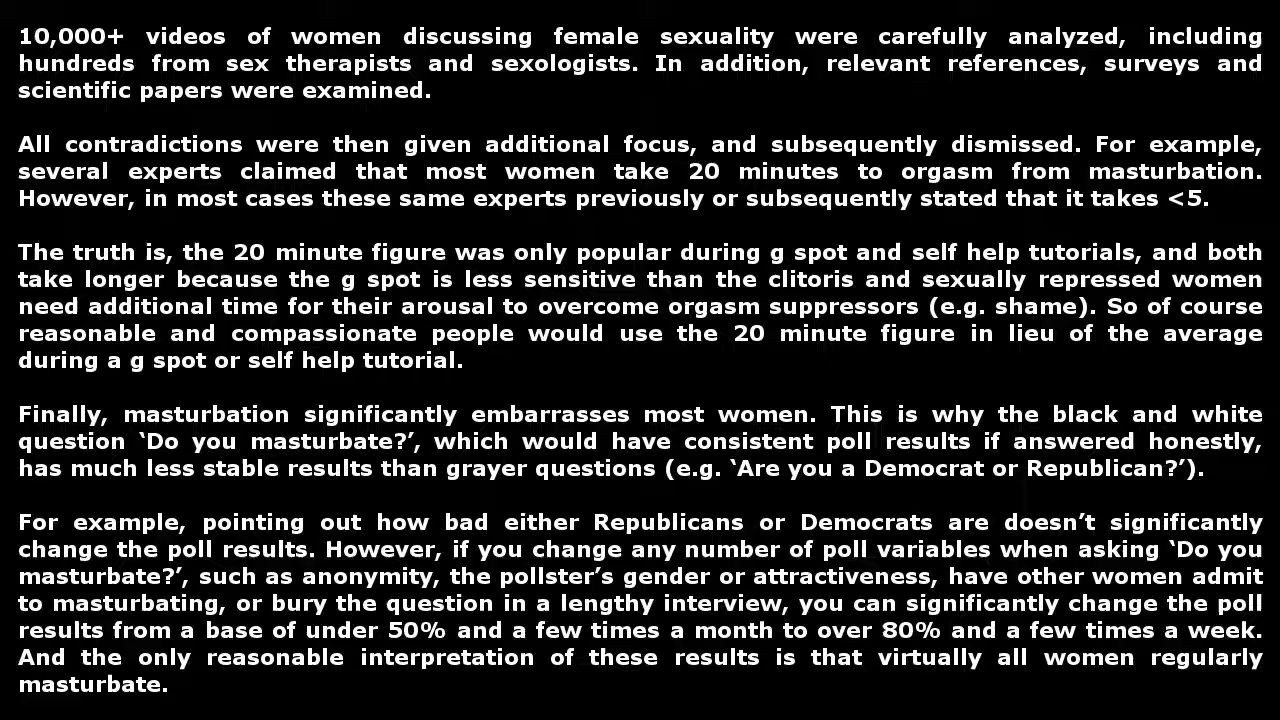 10,000+ videos of women discussing female sexuality were carefully analyzed, including
hundreds from sex therapists and sexologists. In addition, relevant references, surveys and
scientific papers were examined.
All contradictions were then given additional focus, and subsequently dismissed. For example,
several experts claimed that most women take 20 minutes to orgasm from masturbation.
However, in most cases these same experts previously or subsequently stated that it takes <5.
The truth is, the 20 minute figure was only popular during g spot and self help tutorials, and both
take longer because the g spot is less sensitive than the clitoris and sexually repressed women
need additional time for their arousal to overcome orgasm suppressors (e.g. shame). So of course
reasonable and compassionate people would use the 20 minute figure in lieu of the average
during a g spot or self help tutorial.
Finally, masturbation significantly embarrasses most women. This is why the black and white
question ‘Do you masturbate?’, which would have consistent poll results if answered honestly,
has much less stable results than grayer questions (e.g. ‘Are you a Democrat or Republican?’).
For example, pointing out how bad either Republicans or Democrats are doesn’t significantly
change the poll results. However, if you change any number of poll variables when asking ‘Do you
masturbate?’, such as anonymity, the pollster’s gender or attractiveness, have other women admit
to masturbating, or bury the question in a lengthy interview, you can significantly change the poll
results from a base of under 50% and a few times a month to over 80% and a few times a week.
And the only reasonable interpretation of these results is that virtually all women regularly
masturbate.